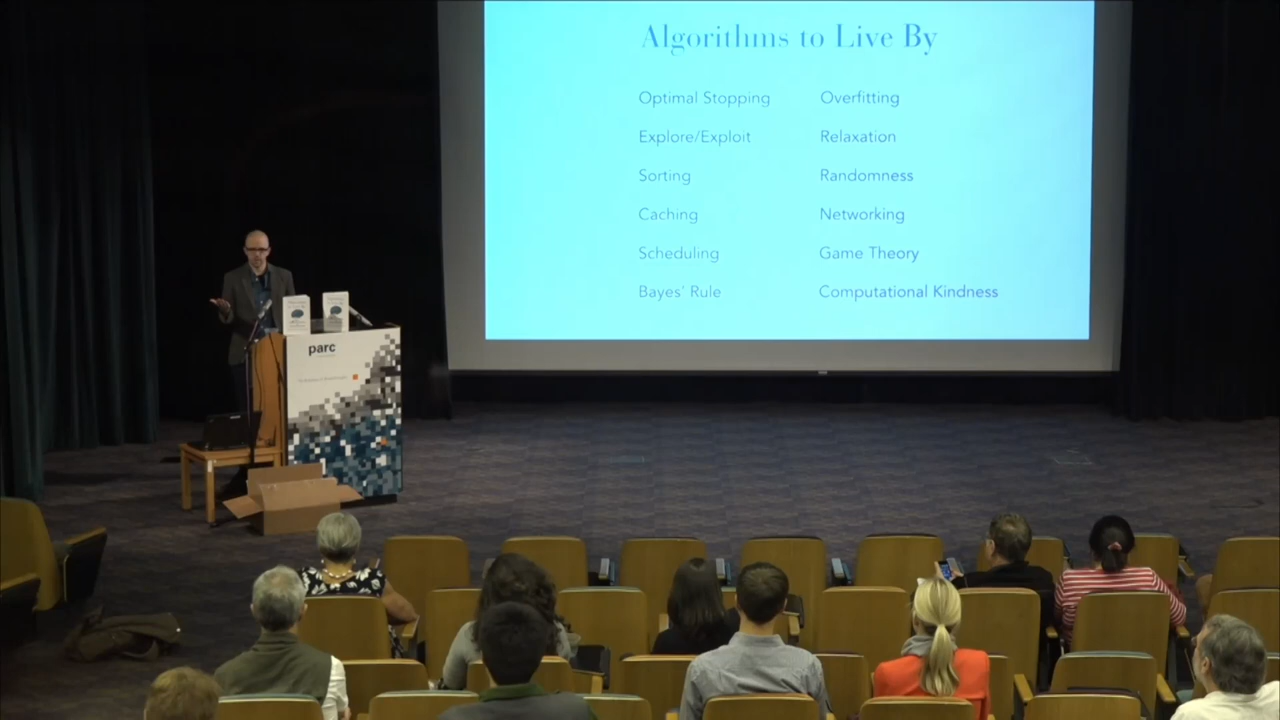 Algorithms to Live By
Optimal Stopping
Explore/Exploit
Sorting
Caching
Scheduling
Bayes' Rule
Overfitting
Relaxation
Randomness
Networking
Game Theory
Computational Kindness
parc